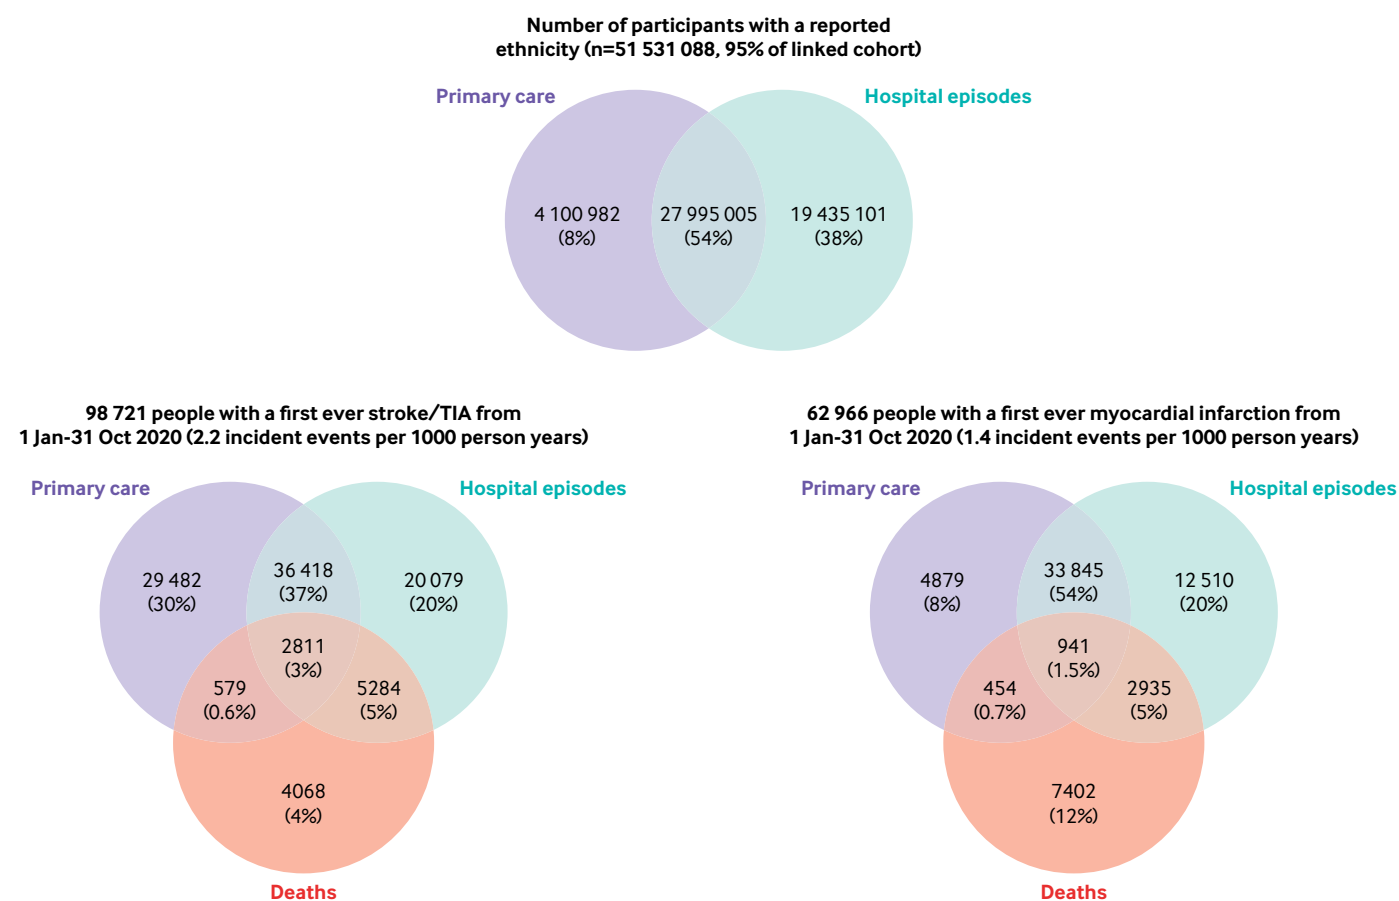 Number of participants with a reported
ethnicity (n=51 531 088, 95% of linked cohort)
Primary care
Hospital episodes
4 100 982
(8%)
27 995 005
(54%)
19 435 101
(38%)
98 721 people with a first ever stroke/TIA from
1 Jan-31 Oct 2020 (2.2 incident events per 1000 person years)
Primary care
Hospital episodes
29 482
(30%)
36 418
(37%)
20 079
(20%)
2811
(3%)
579
(0.6%)
5284
(5%)
4068
(4%)
Deaths
62 966 people with a first ever myocardial infarction from
1 Jan-31 Oct 2020 (1.4 incident events per 1000 person years)
Primary care
Hospital episodes
4879
(8%)
33 845
(54%)
12 510
(20%)
941
(1.5%)
454
(0.7%)
2935
(5%)
7402
(12%)
Deaths